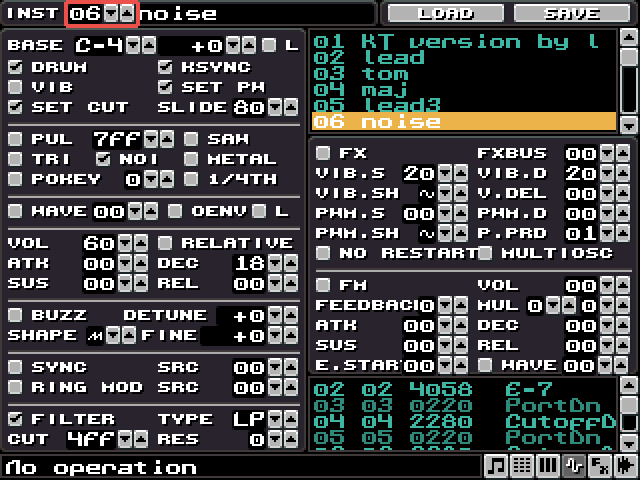 INST 06 noise LOAD SAVE
BASE C-4 +0 L
DRUM KSYNC
VIB SET PW
SET CUT SLIDE 80
PUL 7ff SAW
TRI NOI METAL
POKEY 0 1/4TH
WAVE 00 OENV L
VOL 60 RELATIVE
ATK 00 DEC 18
SUS 00 REL 00
BUZZ DETUNE +0
SHAPE FINE +0
SYNC SRC 00
RING MOD SRC 00
FILTER TYPE LP
CUT 4ff RES 0
01 KT version by l
02 lead
03 tom
04 maj
05 lead3
06 noise
FX FXBUS 00
VIB.S 20 VIB.D 20
VIB.SH ~ V.DEL 00
PWM.S 00 PWM.D 00
PWM.SH ~ P.PRD 01
NO RESTART MULTIOSC
FM VOL 00
FEEDBACK 0 MUL 0 0
ATK 00 DEC 00
SUS 00 REL 00
E.STAR 00 WAVE 00
02 02 4058 E-7
03 03 0220 PortDn
04 04 2280 CutoffD
05 05 0220 PortDn
No operation